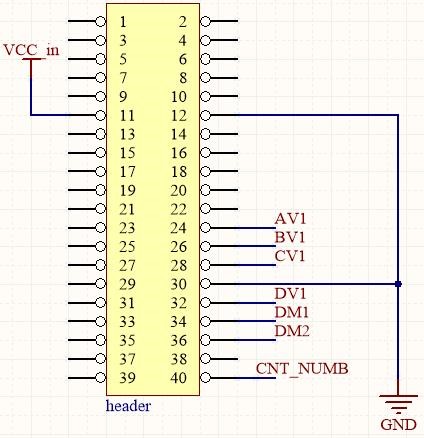 1 2
3 4
VCC_in
5 6
7 8
9 10
11 12
13 14
15 16
17 18
19 20
21 22
AV1
23 24
BV1
25 26
CV1
27 28
29 30
DV1
31 32
DM1
33 34
DM2
35 36
37 38
CNT_NUMB
39 40
header
GND